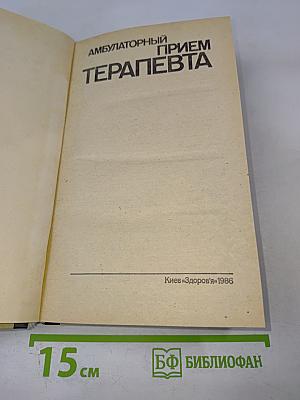 АМБУЛАТОРНЫЙ
ПРИЕМ
ТЕРАПЕВТА
Киев «Здоров'я» 1986
15 см
БФ БИБЛИОФАН